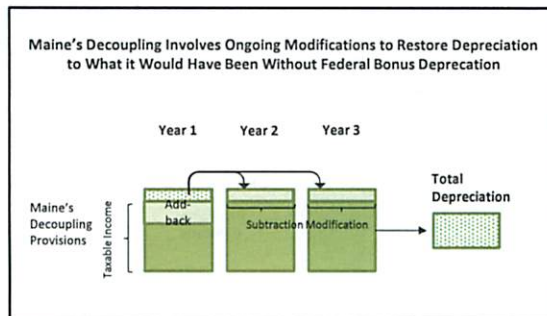 Maine's Decoupling Involves Ongoing Modifications to Restore Depreciation
to What it Would Have Been Without Federal Bonus Deprecation
Year 1
Year 2
Year 3
Maine's
Decoupling
Provisions
Taxable Income
Add-
back
Subtraction Modification
Total
Depreciation